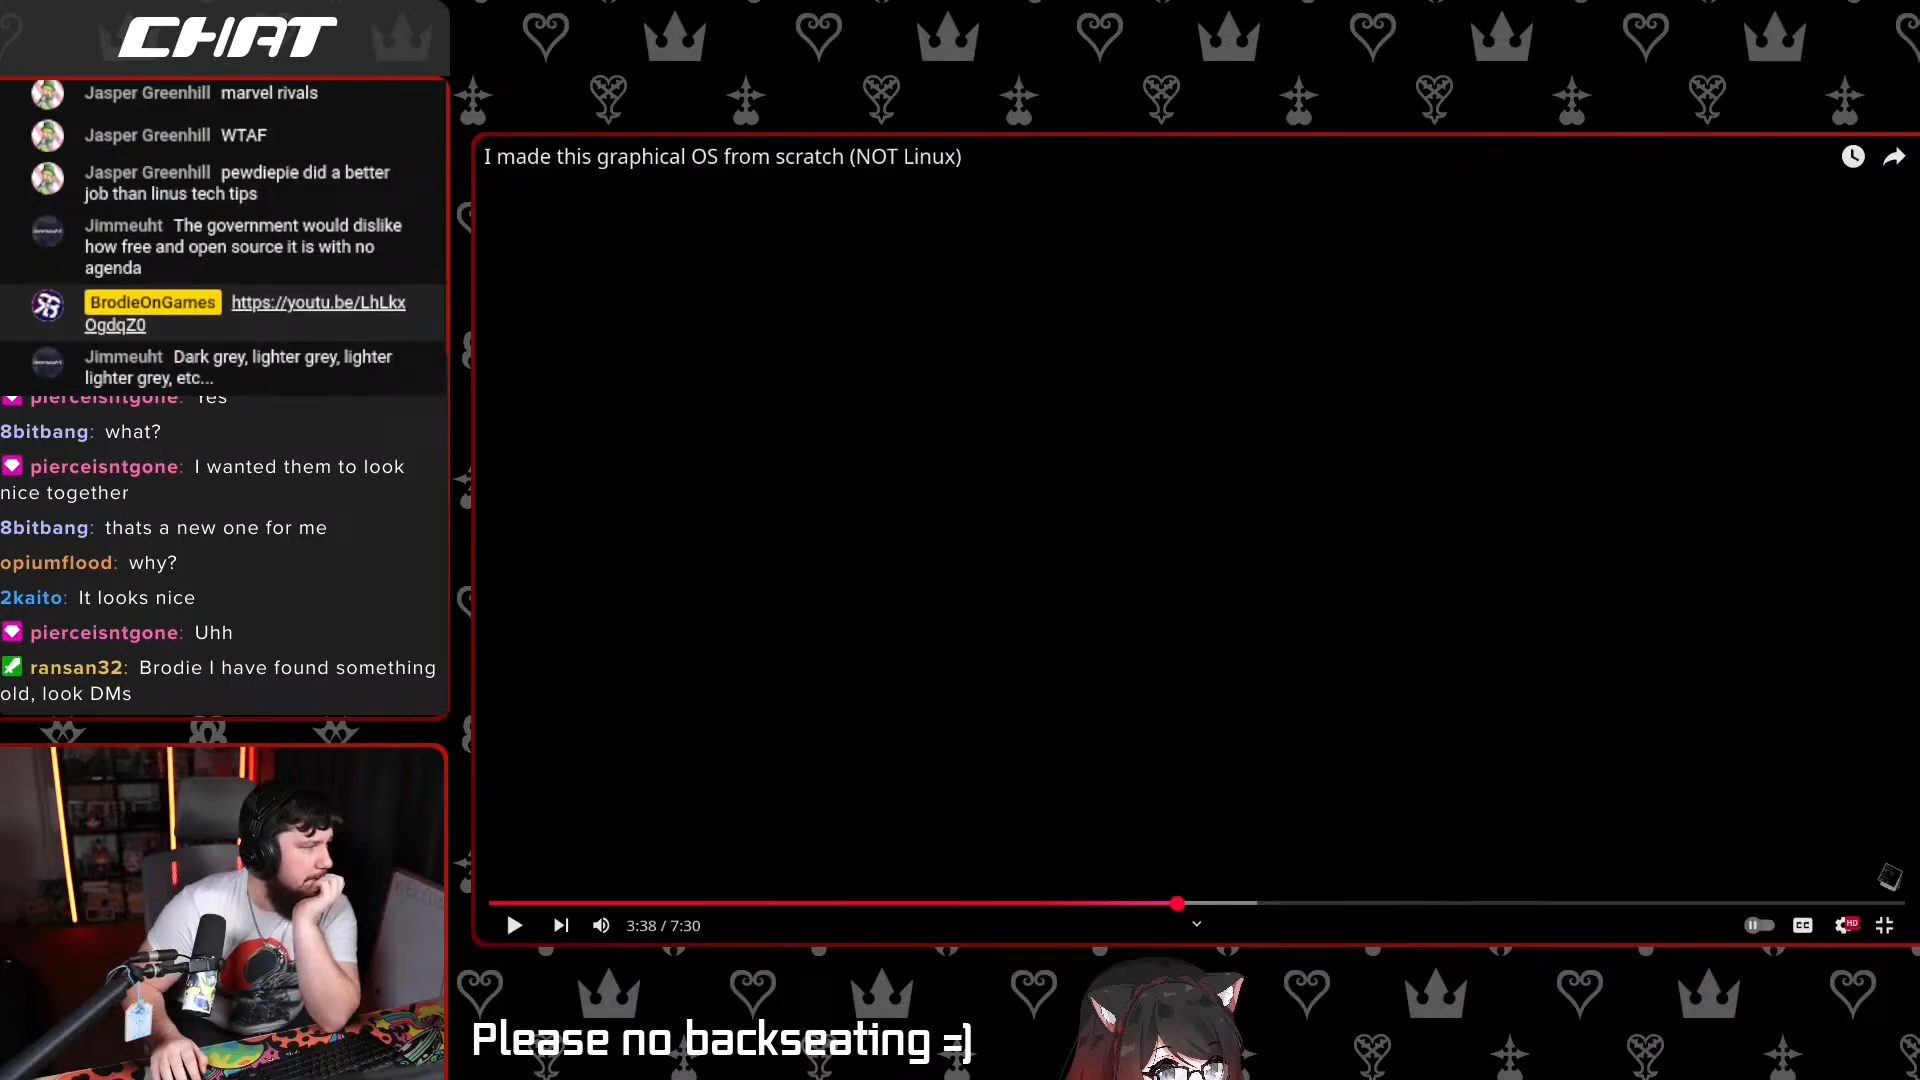 CHAT
Jasper Greenhill marvel rivals
Jasper Greenhill WTAF
Jasper Greenhill pewdiepie did a better
job than linus tech tips
Jimmeuht The government would dislike
how free and open source it is with no
agenda
BrodieOnGames https://youtu.be/LhLkx
OgdqZ0
Jimmeuht Dark grey, lighter grey, lighter
lighter grey, etc...
pierceisntgone: Yes
8bitbang: what?
pierceisntgone: I wanted them to look
nice together
8bitbang: thats a new one for me
opiumflood: why?
2kaito: It looks nice
pierceisntgone: Uhh
ransan32: Brodie I have found something
old, look DMs
I made this graphical OS from scratch (NOT Linux)
3:38 / 7:30
CC
HD
Please no backseating =)